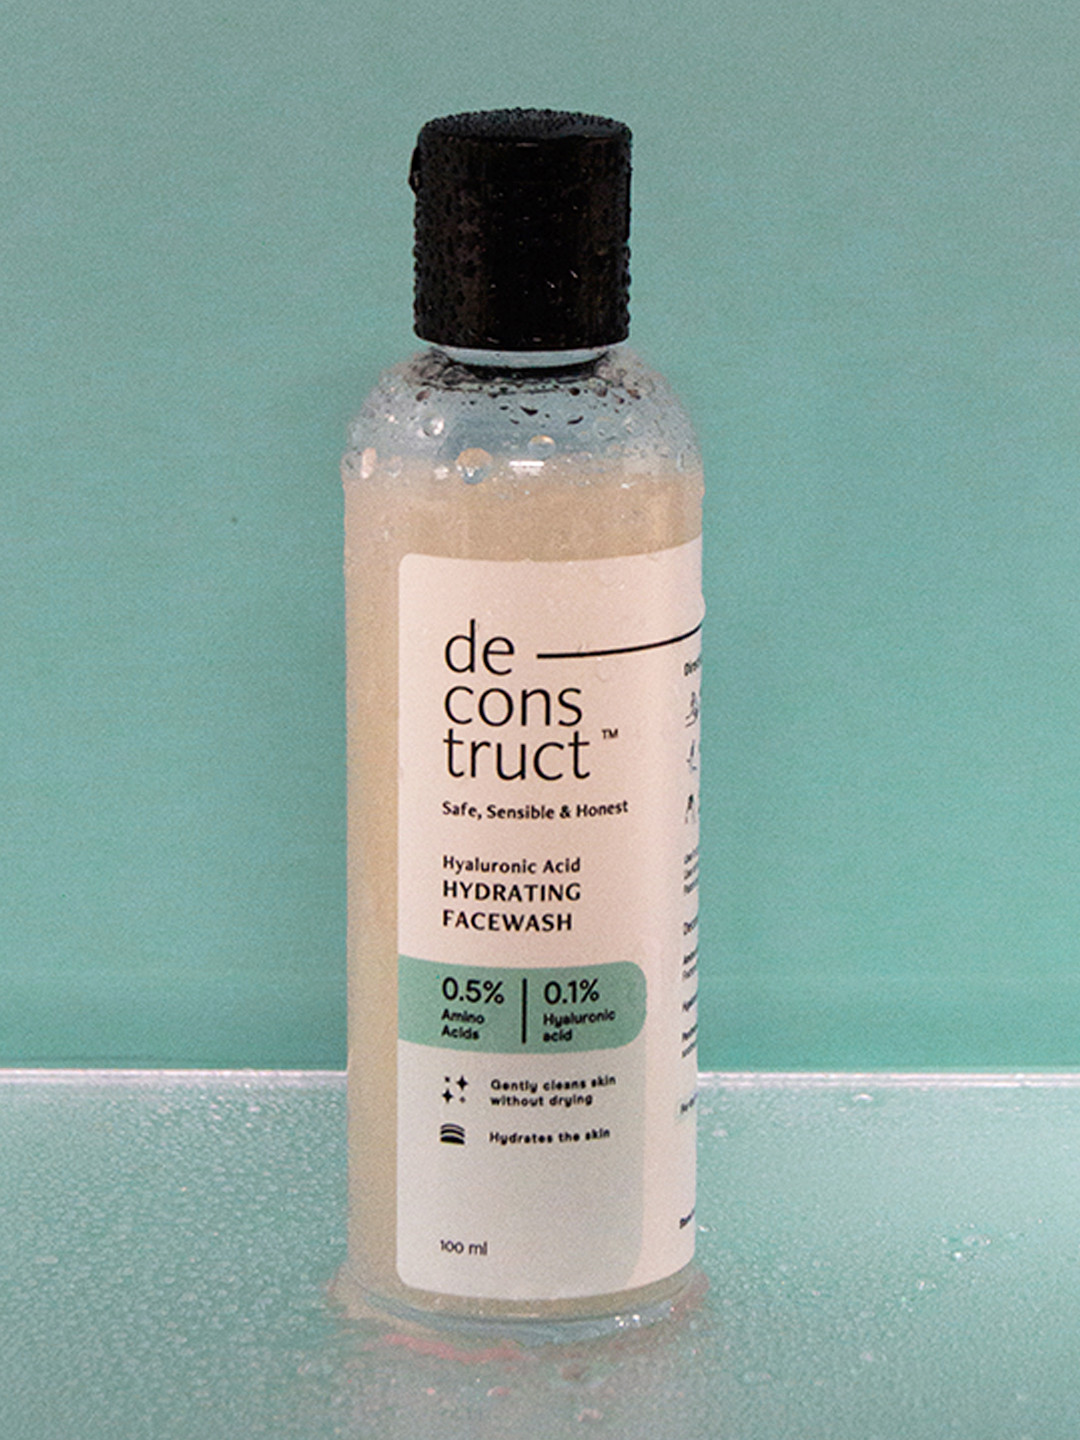 de
cons
truct™
Safe, Sensible & Honest
Hyaluronic Acid
HYDRATING
FACEWASH
0.5% 0.1%
Amino Hyaluronic
Acids acid
Gently cleans skin
without drying
Hydrates the skin
100 ml